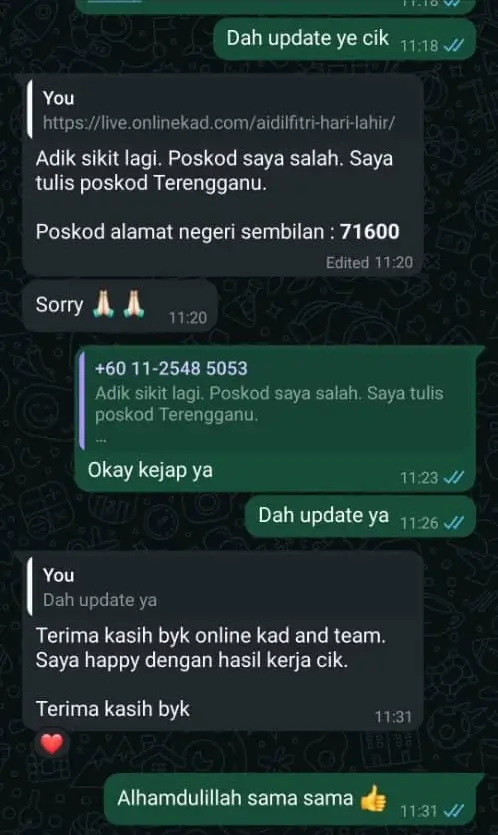 Dah update ye cik 11:18
You
https://live.onlinekad.com/aidilfitri-hari-lahir/
Adik sikit lagi. Poskod saya salah. Saya
tulis poskod Terengganu.
Poskod alamat negeri sembilan : 71600
Edited 11:20
Sorry 🙏🏻 🙏🏻 11:20
+60 11-2548 5053
Adik sikit lagi. Poskod saya salah. Saya tulis
poskod Terengganu.
...
Okay kejap ya 11:23
Dah update ya 11:26
You
Dah update ya
Terima kasih byk online kad and team.
Saya happy dengan hasil kerja cik.
Terima kasih byk 11:31
❤️
Alhamdulillah sama sama 👍 11:31